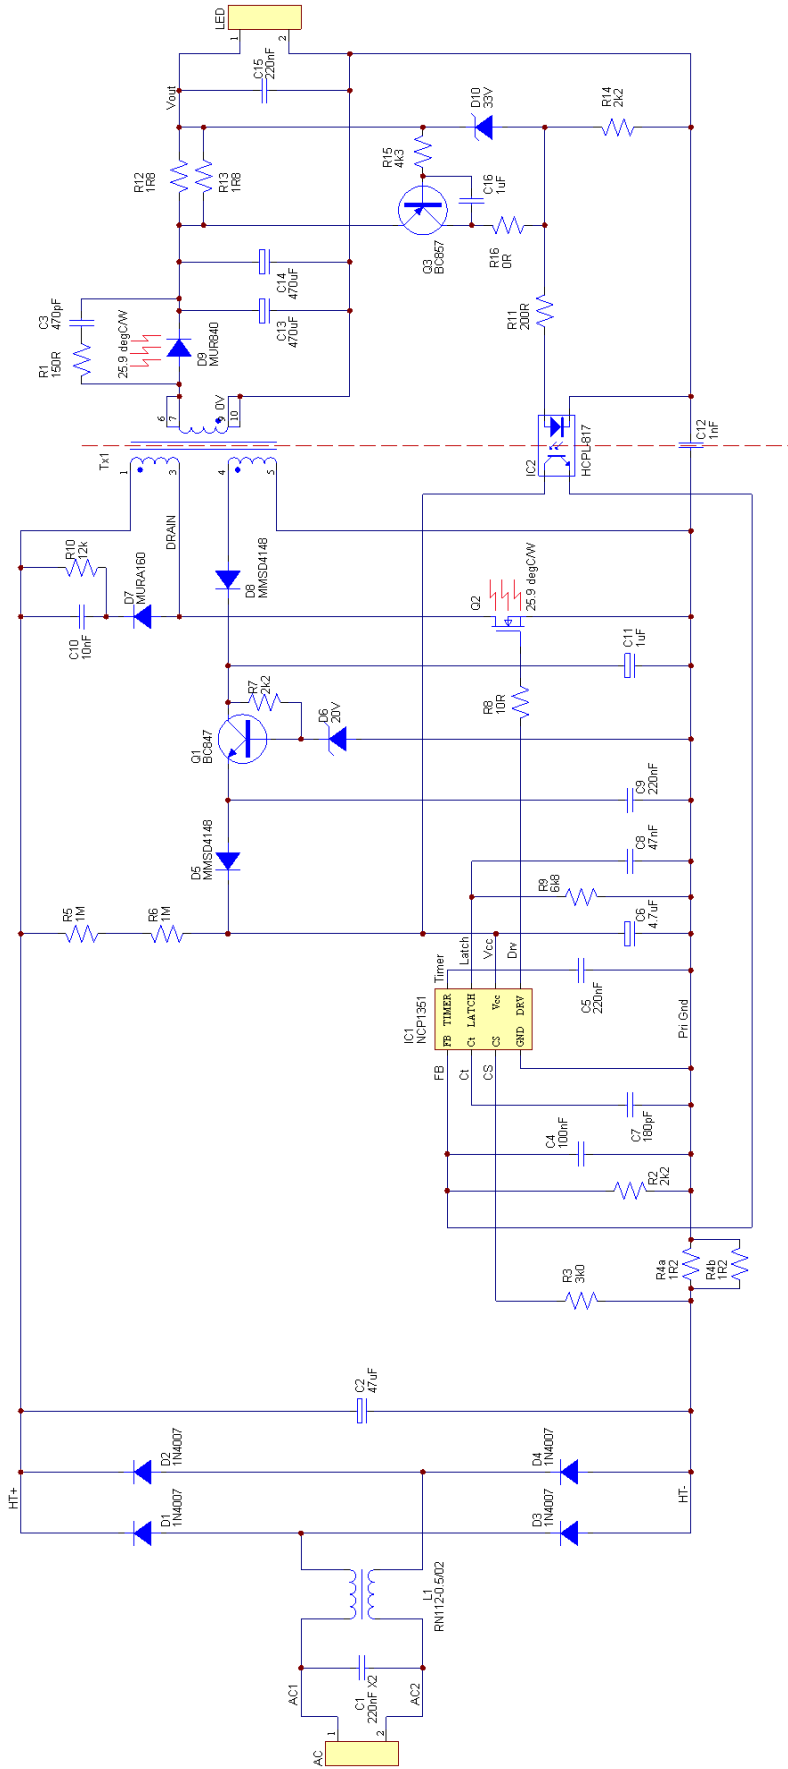 LED
1
2
C15
220nF
Vout
D10
33V
R14
2k2
R15
4k3
R12
1R8
R13
1R8
C16
1uF
Q3
BC857
R16
0R
C14
470uF
C13
470uF
C3
470pF
R1
150R
25.9 degC/W
D9
MUR840
R11
200R
6
7
9
10
0V
Tx1
1
3
4
5
IC2
HCPL-817
C12
1nF
DRAIN
R10
12k
C10
10nF
D7
MURA160
D8
MMSD4148
Q2
25.9 degC/W
C11
1uF
R7
2k2
R8
10R
Q1
BC847
D6
20V
C9
220nF
D5
MMSD4148
C8
47nF
R9
6k8
R5
1M
R6
1M
C6
4.7uF
Timer
Latch
Vcc
Drv
C5
220nF
IC1
NCP1351
FB TIMER
Ct LATCH
CS Vcc
GND DRV
Pri Gnd
FB
Ct
CS
C7
180pF
C4
100nF
R2
2k2
R4a
1R2
R4b
1R2
R3
3k0
C2
47uF
HT+
D2
1N4007
D1
1N4007
D4
1N4007
D3
1N4007
HT-
L1
RN112-0.5/02
AC1
C1
220nF X2
AC2
AC
1
2